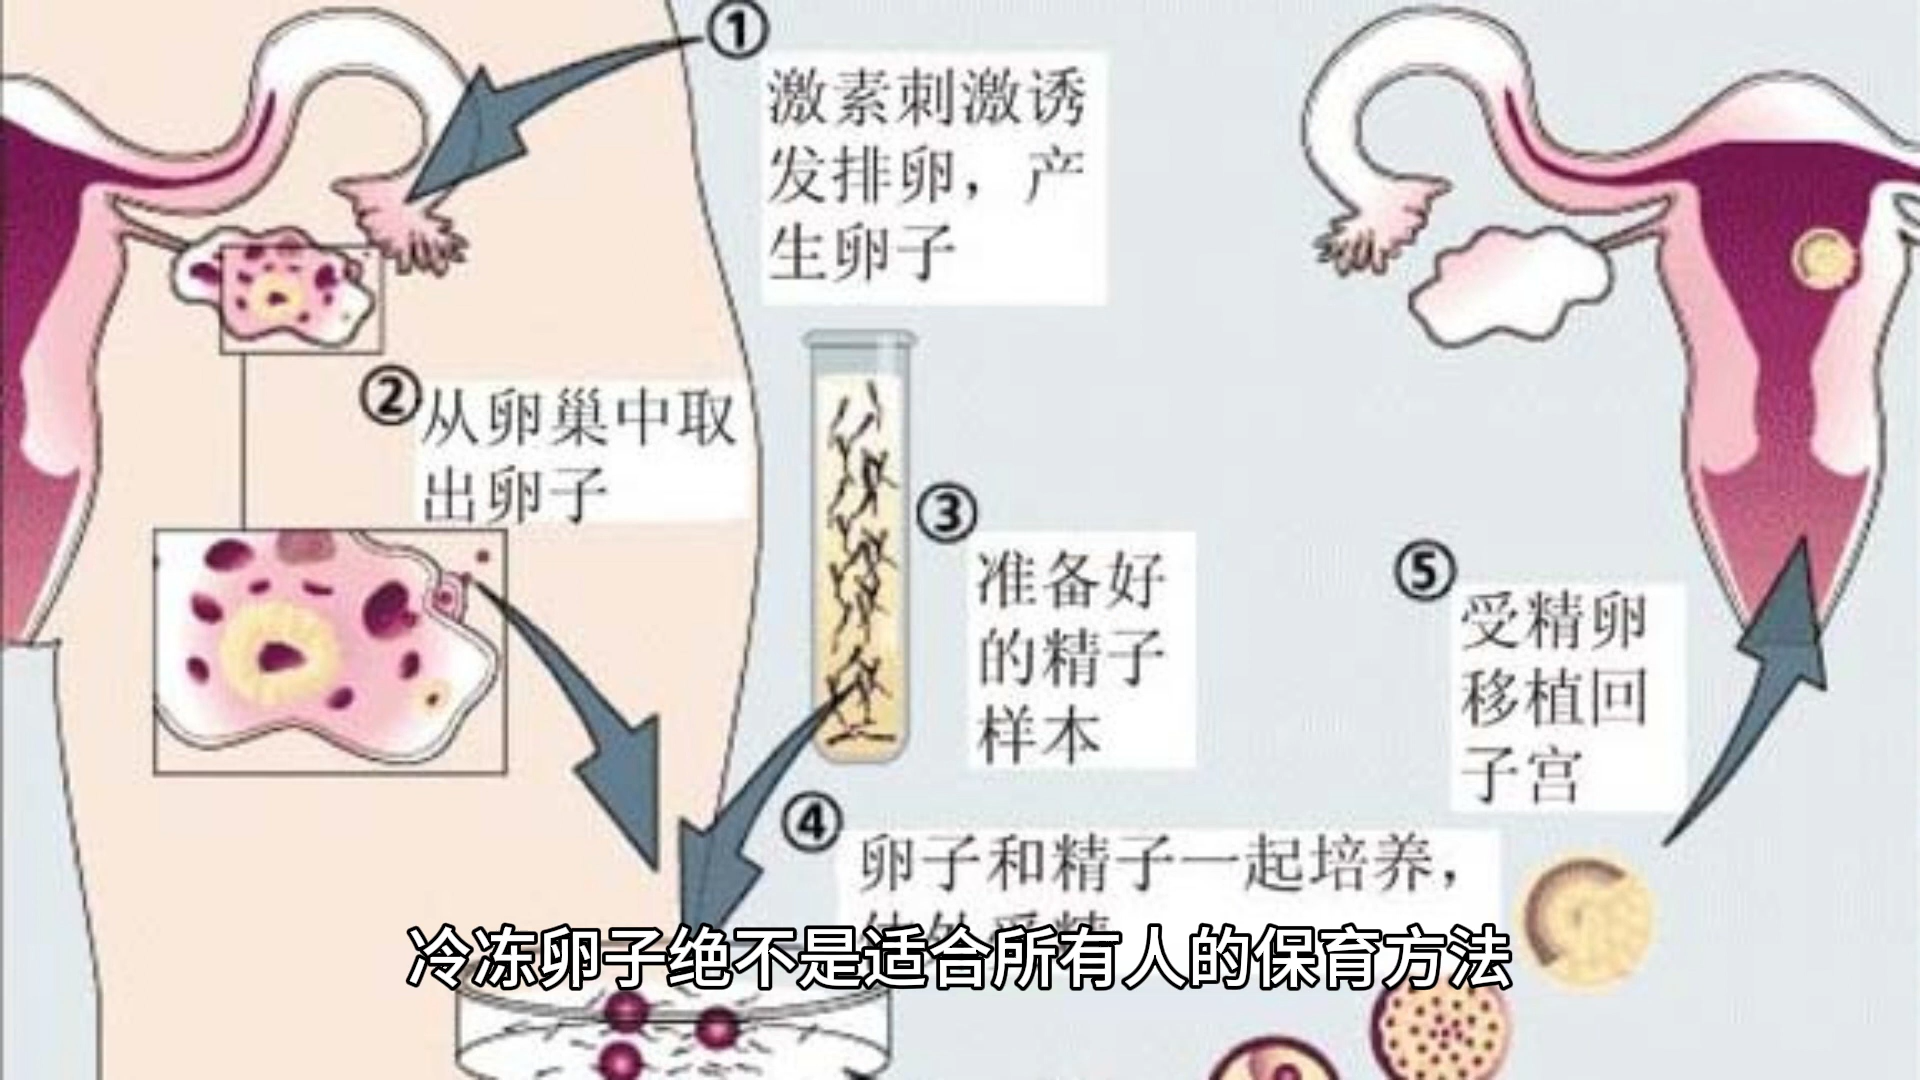 ①
激素刺激诱
发排卵，产
生卵子
②
从卵巢中取
出卵子
③
准备好
的精子
样本
④
卵子和精子一起培养，
⑤
受精卵
移植回
子宫
冷冻卵子绝不是适合所有人的保育方法